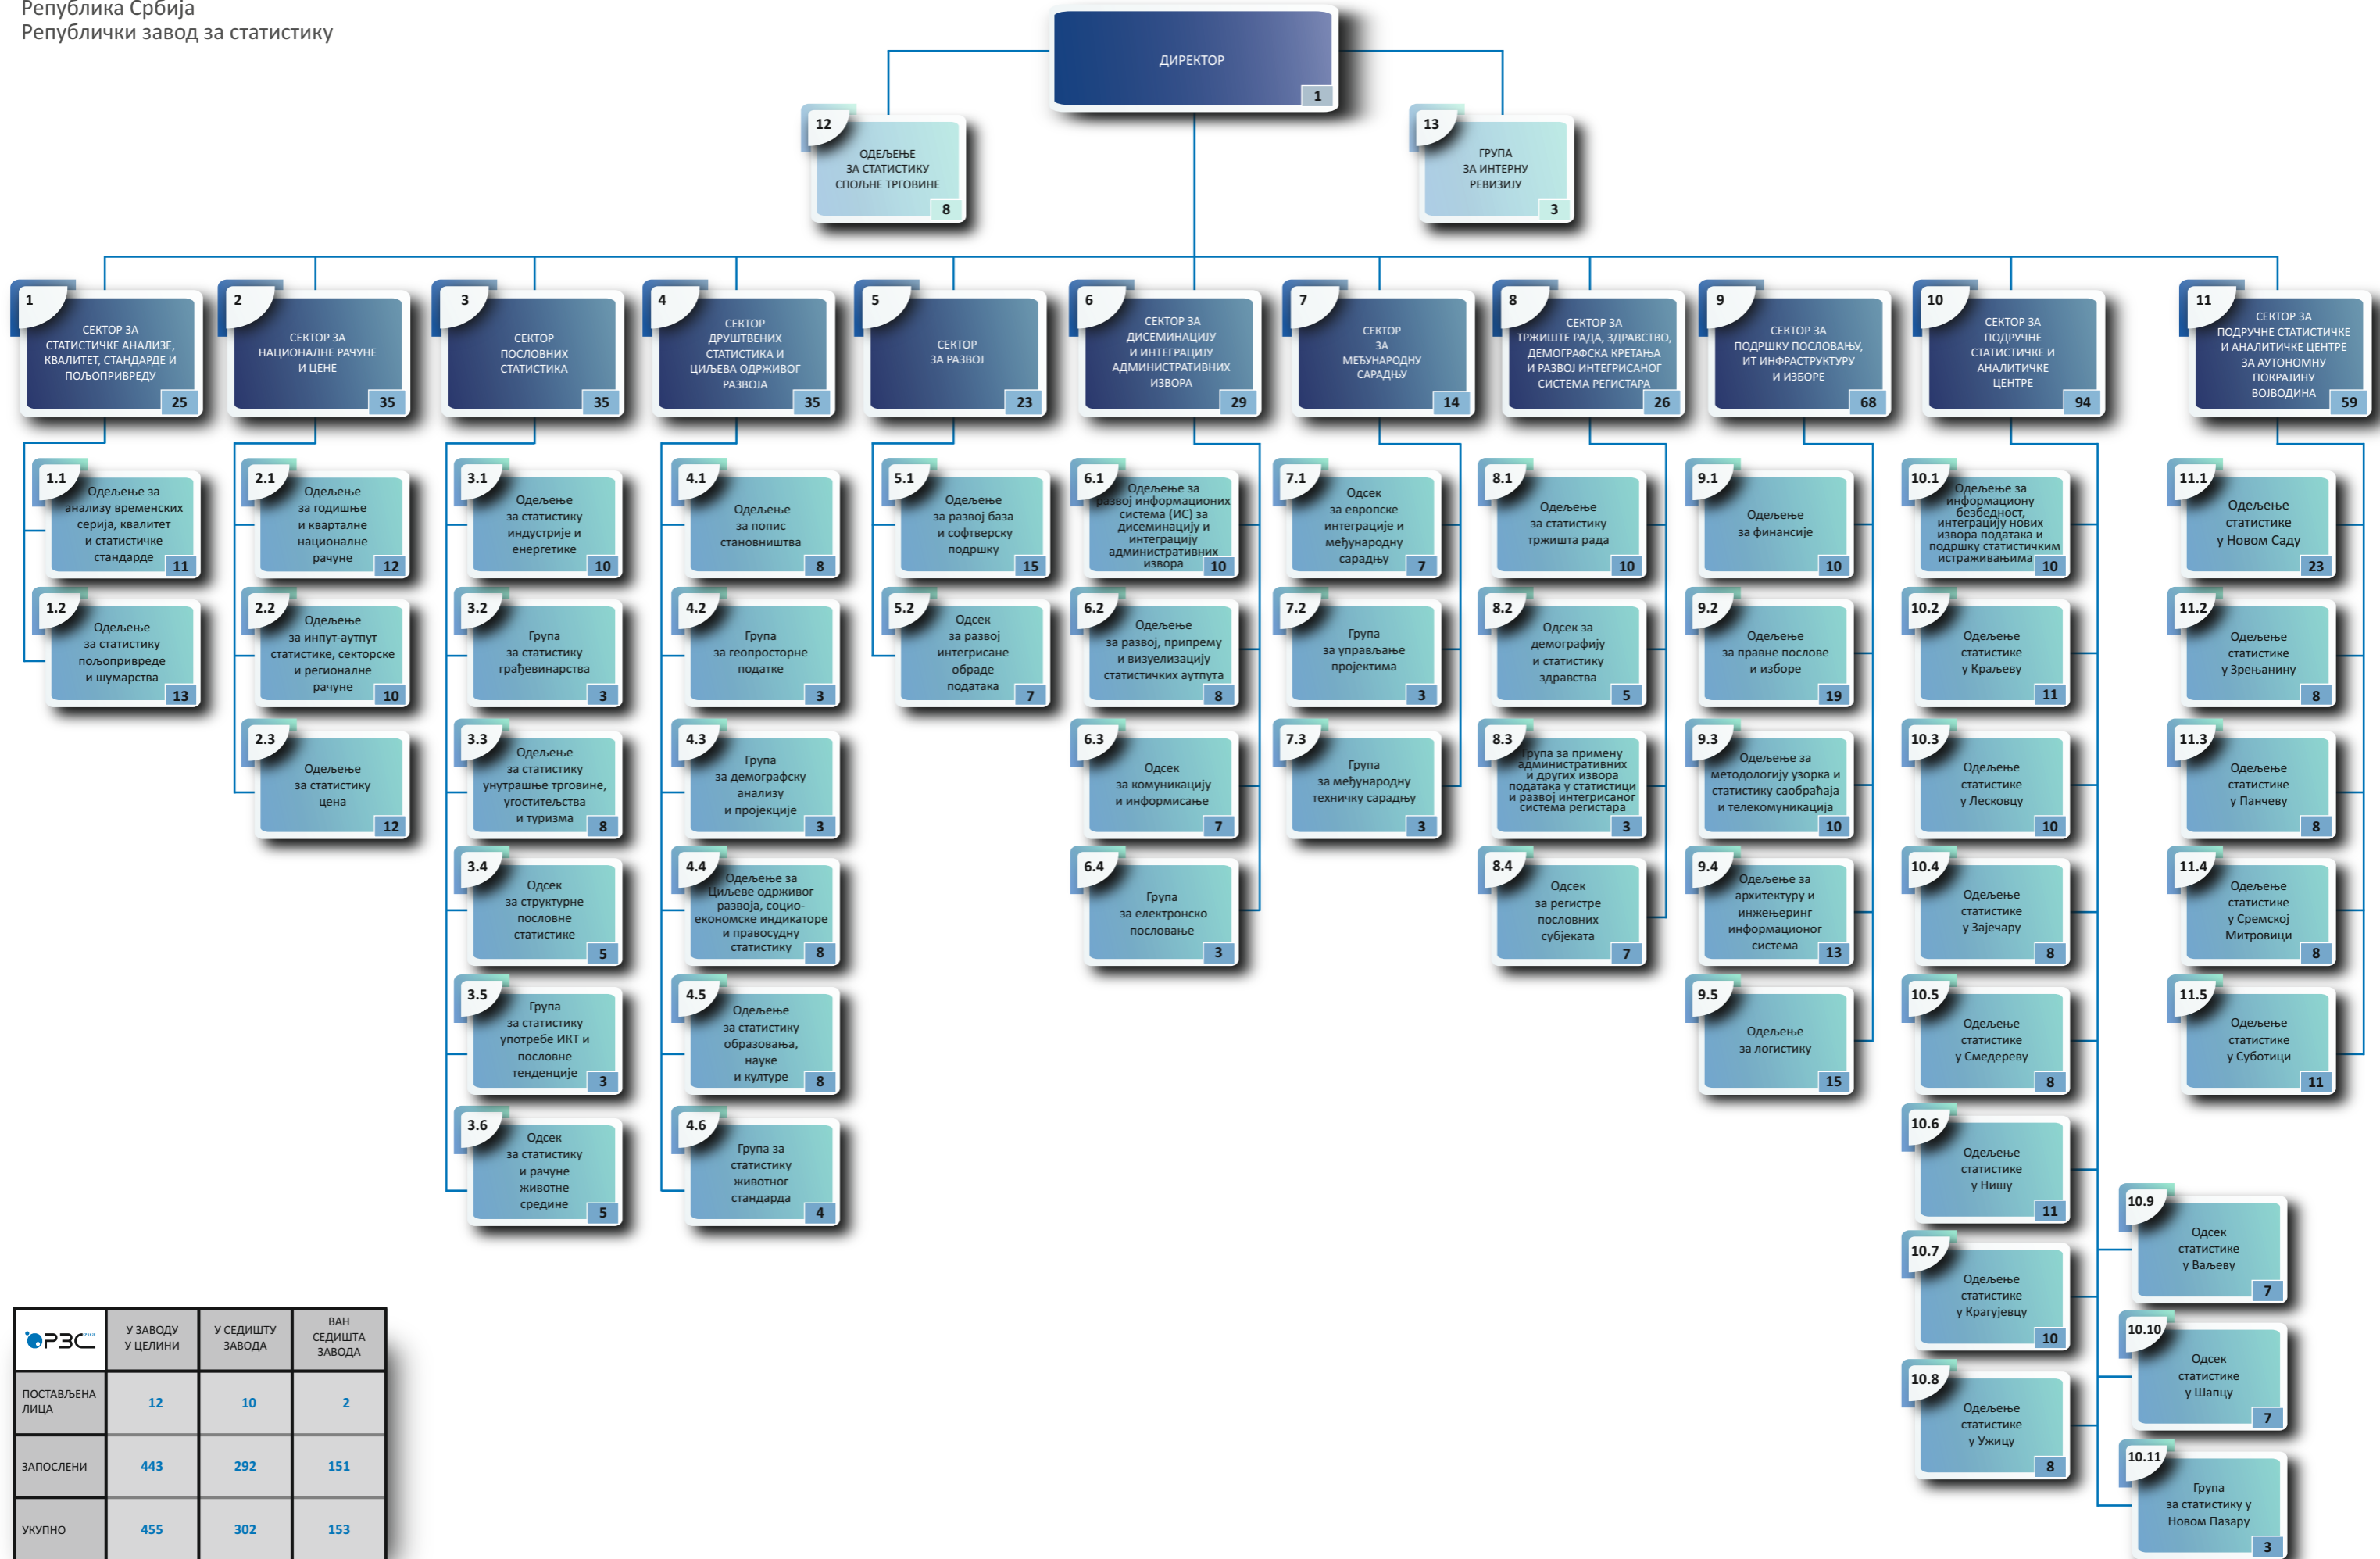 Република Србија
Републички завод за статистику
ДИРЕКТОР
1
12
ОДЕЉЕЊЕ
ЗА СТАТИСТИКУ
СПОЉНЕ ТРГОВИНЕ
8
13
ГРУПА
ЗА ИНТЕРНУ
РЕВИЗИЈУ
3
1
СЕКТОР ЗА
СТАТИСТИЧКЕ АНАЛИЗЕ,
КВАЛИТЕТ, СТАНДАРДЕ И
ПОЉОПРИВРЕДУ
25
2
СЕКТОР ЗА
НАЦИОНАЛНЕ РАЧУНЕ
И ЦЕНЕ
35
3
СЕКТОР
ПОСЛОВНИХ
СТАТИСТИКА
35
4
СЕКТОР
ДРУШТВЕНИХ
СТАТИСТИКА И
ЦИЉЕВА ОДРЖИВОГ
РАЗВОЈА
35
5
СЕКТОР
ЗА РАЗВОЈ
23
6
СЕКТОР ЗА
ДИСЕМИНАЦИЈУ
И ИНТЕГРАЦИЈУ
АДМИНИСТРАТИВНИХ
ИЗВОРА
29
7
СЕКТОР
ЗА
МЕЂУНАРОДНУ
САРАДЊУ
14
8
СЕКТОР ЗА
ТРЖИШТЕ РАДА, ЗДРАВСТВО,
ДЕМОГРАФСКА КРЕТАЊА
И РАЗВОЈ ИНТЕГРИСАНОГ
СИСТЕМА РЕГИСТАРА
26
9
СЕКТОР ЗА
ПОДРШКУ ПОСЛОВАЊУ,
ИТ ИНФРАСТРУКТУРУ
И ИЗБОРЕ
68
10
СЕКТОР ЗА
ПОДРУЧНЕ
СТАТИСТИЧКЕ И
АНАЛИТИЧКЕ
ЦЕНТРЕ
94
11
СЕКТОР ЗА
ПОДРУЧНЕ СТАТИСТИЧКЕ
И АНАЛИТИЧКЕ ЦЕНТРЕ
ЗА АУТОНОМНУ
ПОКРАЈИНУ
ВОЈВОДИНА
59
1.1
Одељење за
анализу временских
серија, квалитет
и статистичке
стандарде
11
1.2
Одељење
за статистику
пољопривреде
и шумарства
13
2.1
Одељење
за годишње
и кварталне
националне
рачуне
12
2.2
Одељење
за инпут-аутпут
статистике, секторске
и регионалне
рачуне
10
2.3
Одељење
за статистику
цена
12
3.1
Одељење
за статистику
индустрије и
енергетике
10
3.2
Група
за статистику
грађевинарства
3
3.3
Одељење
за статистику
унутрашње трговине,
угоститељства
и туризма
8
3.4
Одсек
за структурне
пословне
статистике
5
3.5
Група
за статистику
употребе ИКТ и
пословне
тенденције
3
3.6
Одсек
за статистику
и рачуне
животне
средине
5
4.1
Одељење
за попис
становништва
8
4.2
Група
за геопросторне
податке
3
4.3
Група
за демографску
анализу
и пројекције
3
4.4
Одељење за
Циљеве одрживог
развоја, социо-
економске индикаторе
и правосудну
статистику
8
4.5
Одељење
за статистику
образовања,
науке
и културе
8
4.6
Група за
статистику
животног
стандарда
4
5.1
Одељење
за развој база
и софтверску
подршку
15
5.2
Одсек
за развој
интегрисане
обраде
података
7
6.1
Одељење за
развој информационих
система (ИС) за
дисеминацију и
интеграцију
административних
извора
10
6.2
Одељење
за развој, припрему
и визуелизацију
статистичких аутпута
8
6.3
Одсек
за комуникацију
и информисање
7
6.4
Група
за електронско
пословање
3
7.1
Одсек
за европске
интеграције и
међународну
сарадњу
7
7.2
Група
за управљање
пројектима
3
7.3
Група
за међународну
техничку сарадњу
3
8.1
Одељење
за статистику
тржишта рада
10
8.2
Одсек за
демографију
и статистику
здравства
5
8.3
Група за примену
административних
и других извора
података у статистици
и развој интегрисаног
система регистара
3
8.4
Одсек
за регистре
пословних
субјеката
7
9.1
Одељење
за финансије
10
9.2
Одељење
за правне послове
и изборе
19
9.3
Одељење за
методологију узорка и
статистику саобраћаја
и телекомуникација
10
9.4
Одељење за
архитектуру и
инжењеринг
информационог
система
13
9.5
Одељење
за логистику
15
10.1
Одељење за
информациону
безбедност,
интеграцију нових
извора података и
подршку статистичким
истраживањима
10
10.2
Одељење
статистике
у Краљеву
11
10.3
Одељење
статистике
у Лесковцу
10
10.4
Одељење
статистике
у Зајечару
8
10.5
Одељење
статистике
у Смедереву
8
10.6
Одељење
статистике
у Нишу
11
10.7
Одељење
статистике
у Крагујевцу
10
10.8
Одељење
статистике
у Ужицу
8
10.9
Одсек
статистике
у Ваљеву
7
10.10
Одсек
статистике
у Шапцу
7
10.11
Група
за статистику у
Новом Пазару
3
11.1
Одељење
статистике
у Новом Саду
23
11.2
Одељење
статистике
у Зрењанину
8
11.3
Одељење
статистике
у Панчеву
8
11.4
Одељење
статистике
у Сремској
Митровици
8
11.5
Одељење
статистике
у Суботици
11
РЗС
У ЗАВОДУ
У ЦЕЛИНИ
У СЕДИШТУ
ЗАВОДА
ВАН
СЕДИШТА
ЗАВОДА
ПОСТАВЉЕНА
ЛИЦА
12
10
2
ЗАПОСЛЕНИ
443
292
151
УКУПНО
455
302
153